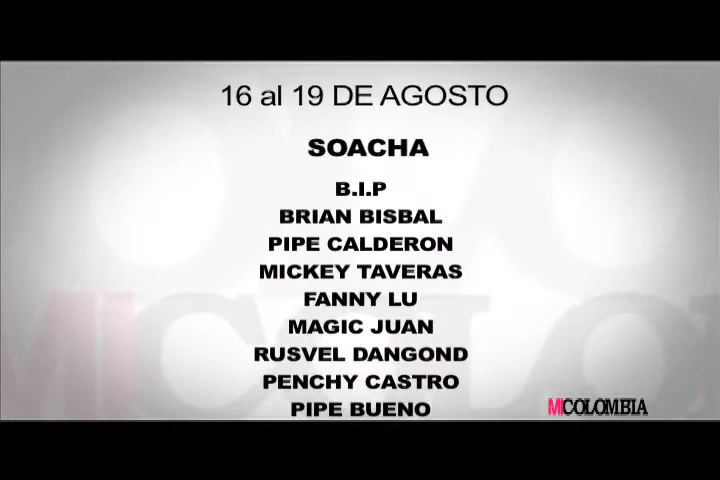 16 al 19 DE AGOSTO
SOACHA
B.I.P
BRIAN BISBAL
PIPE CALDERON
MICKEY TAVERAS
FANNY LU
MAGIC JUAN
RUSVEL DANGOND
PENCHY CASTRO
PIPE BUENO
MICOLOMBIA